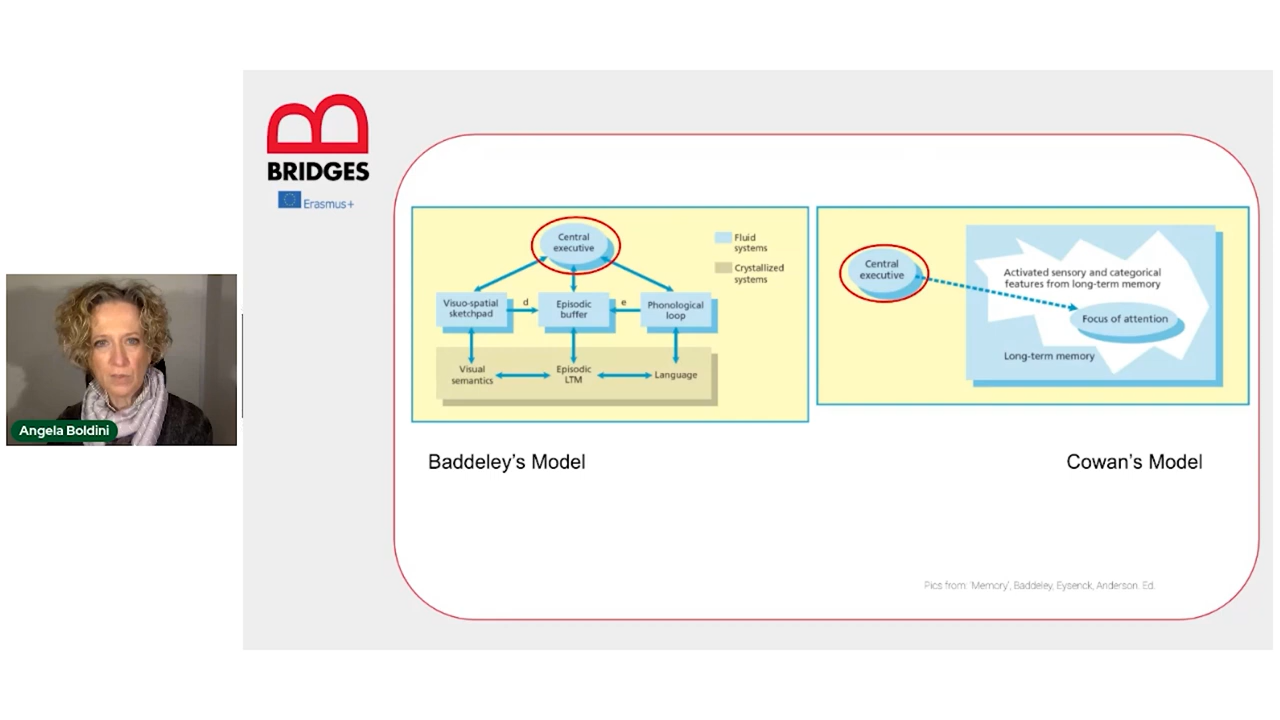 BRIDGES
Erasmus+
Central
executive
Fluid
systems
Crystallized
systems
Visuo-spatial
sketchpad
d
Episodic
buffer
e
Phonological
loop
Visual
semantics
Episodic
LTM
Language
Central
executive
Activated sensory and categorical
features from long-term memory
Focus of attention
Long-term memory
Baddeley's Model
Cowan's Model
Pics from: 'Memory', Baddeley, Eysenck, Anderson. Ed.
Angela Boldini